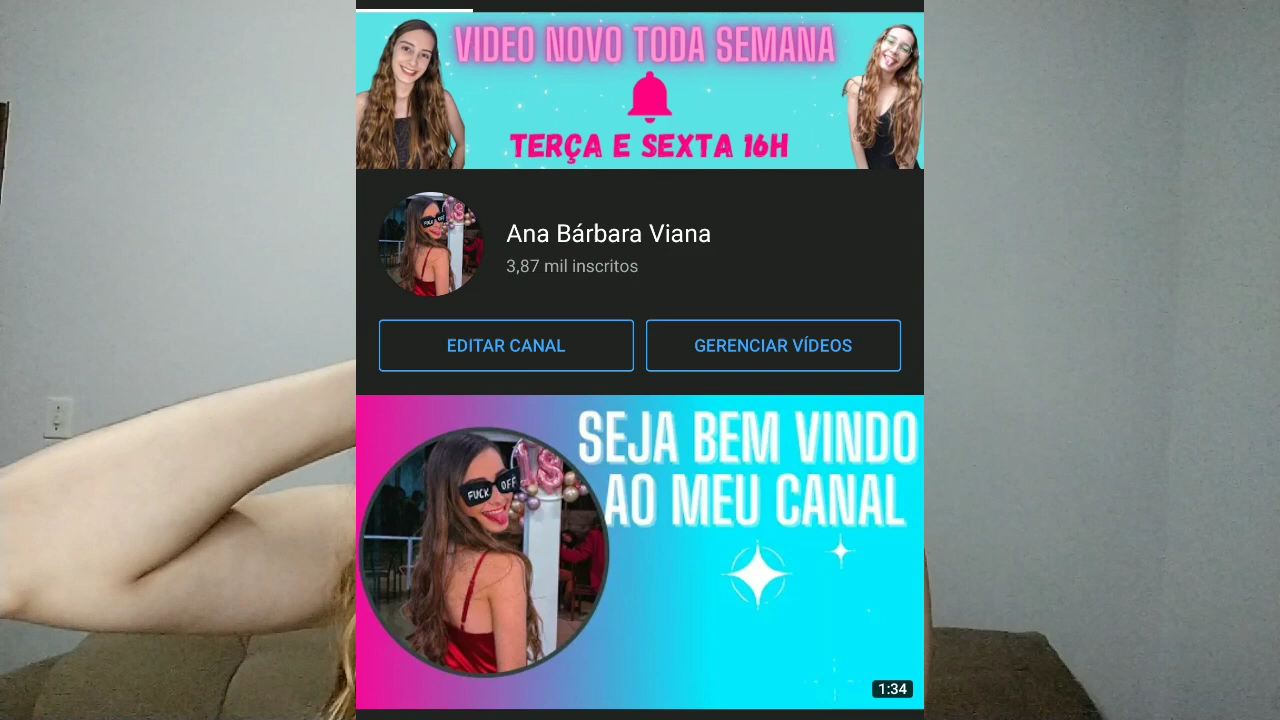 VIDEO NOVO TODA SEMANA
TERÇA E SEXTA 16H
Ana Bárbara Viana
3,87 mil inscritos
EDITAR CANAL
GERENCIAR VÍDEOS
SEJA BEM VINDO
AO MEU CANAL
FUCK OFF
18
1:34